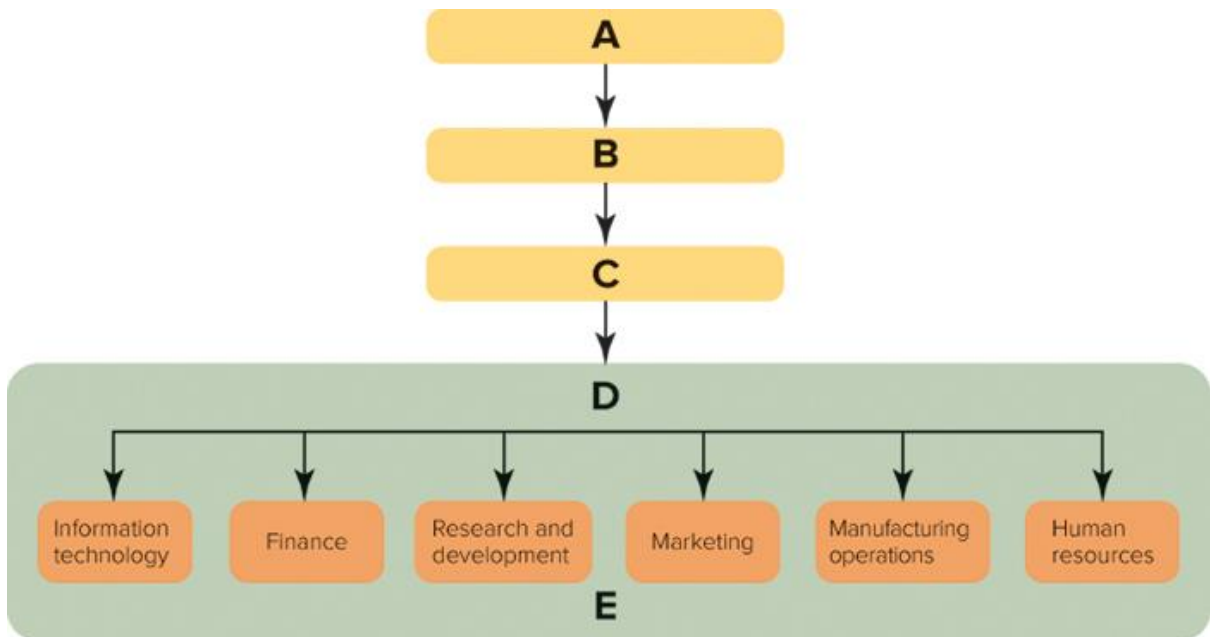 A
B
C
D
Information
technology
Finance
Research and
development
Marketing
Manufacturing
operations
Human
resources
E